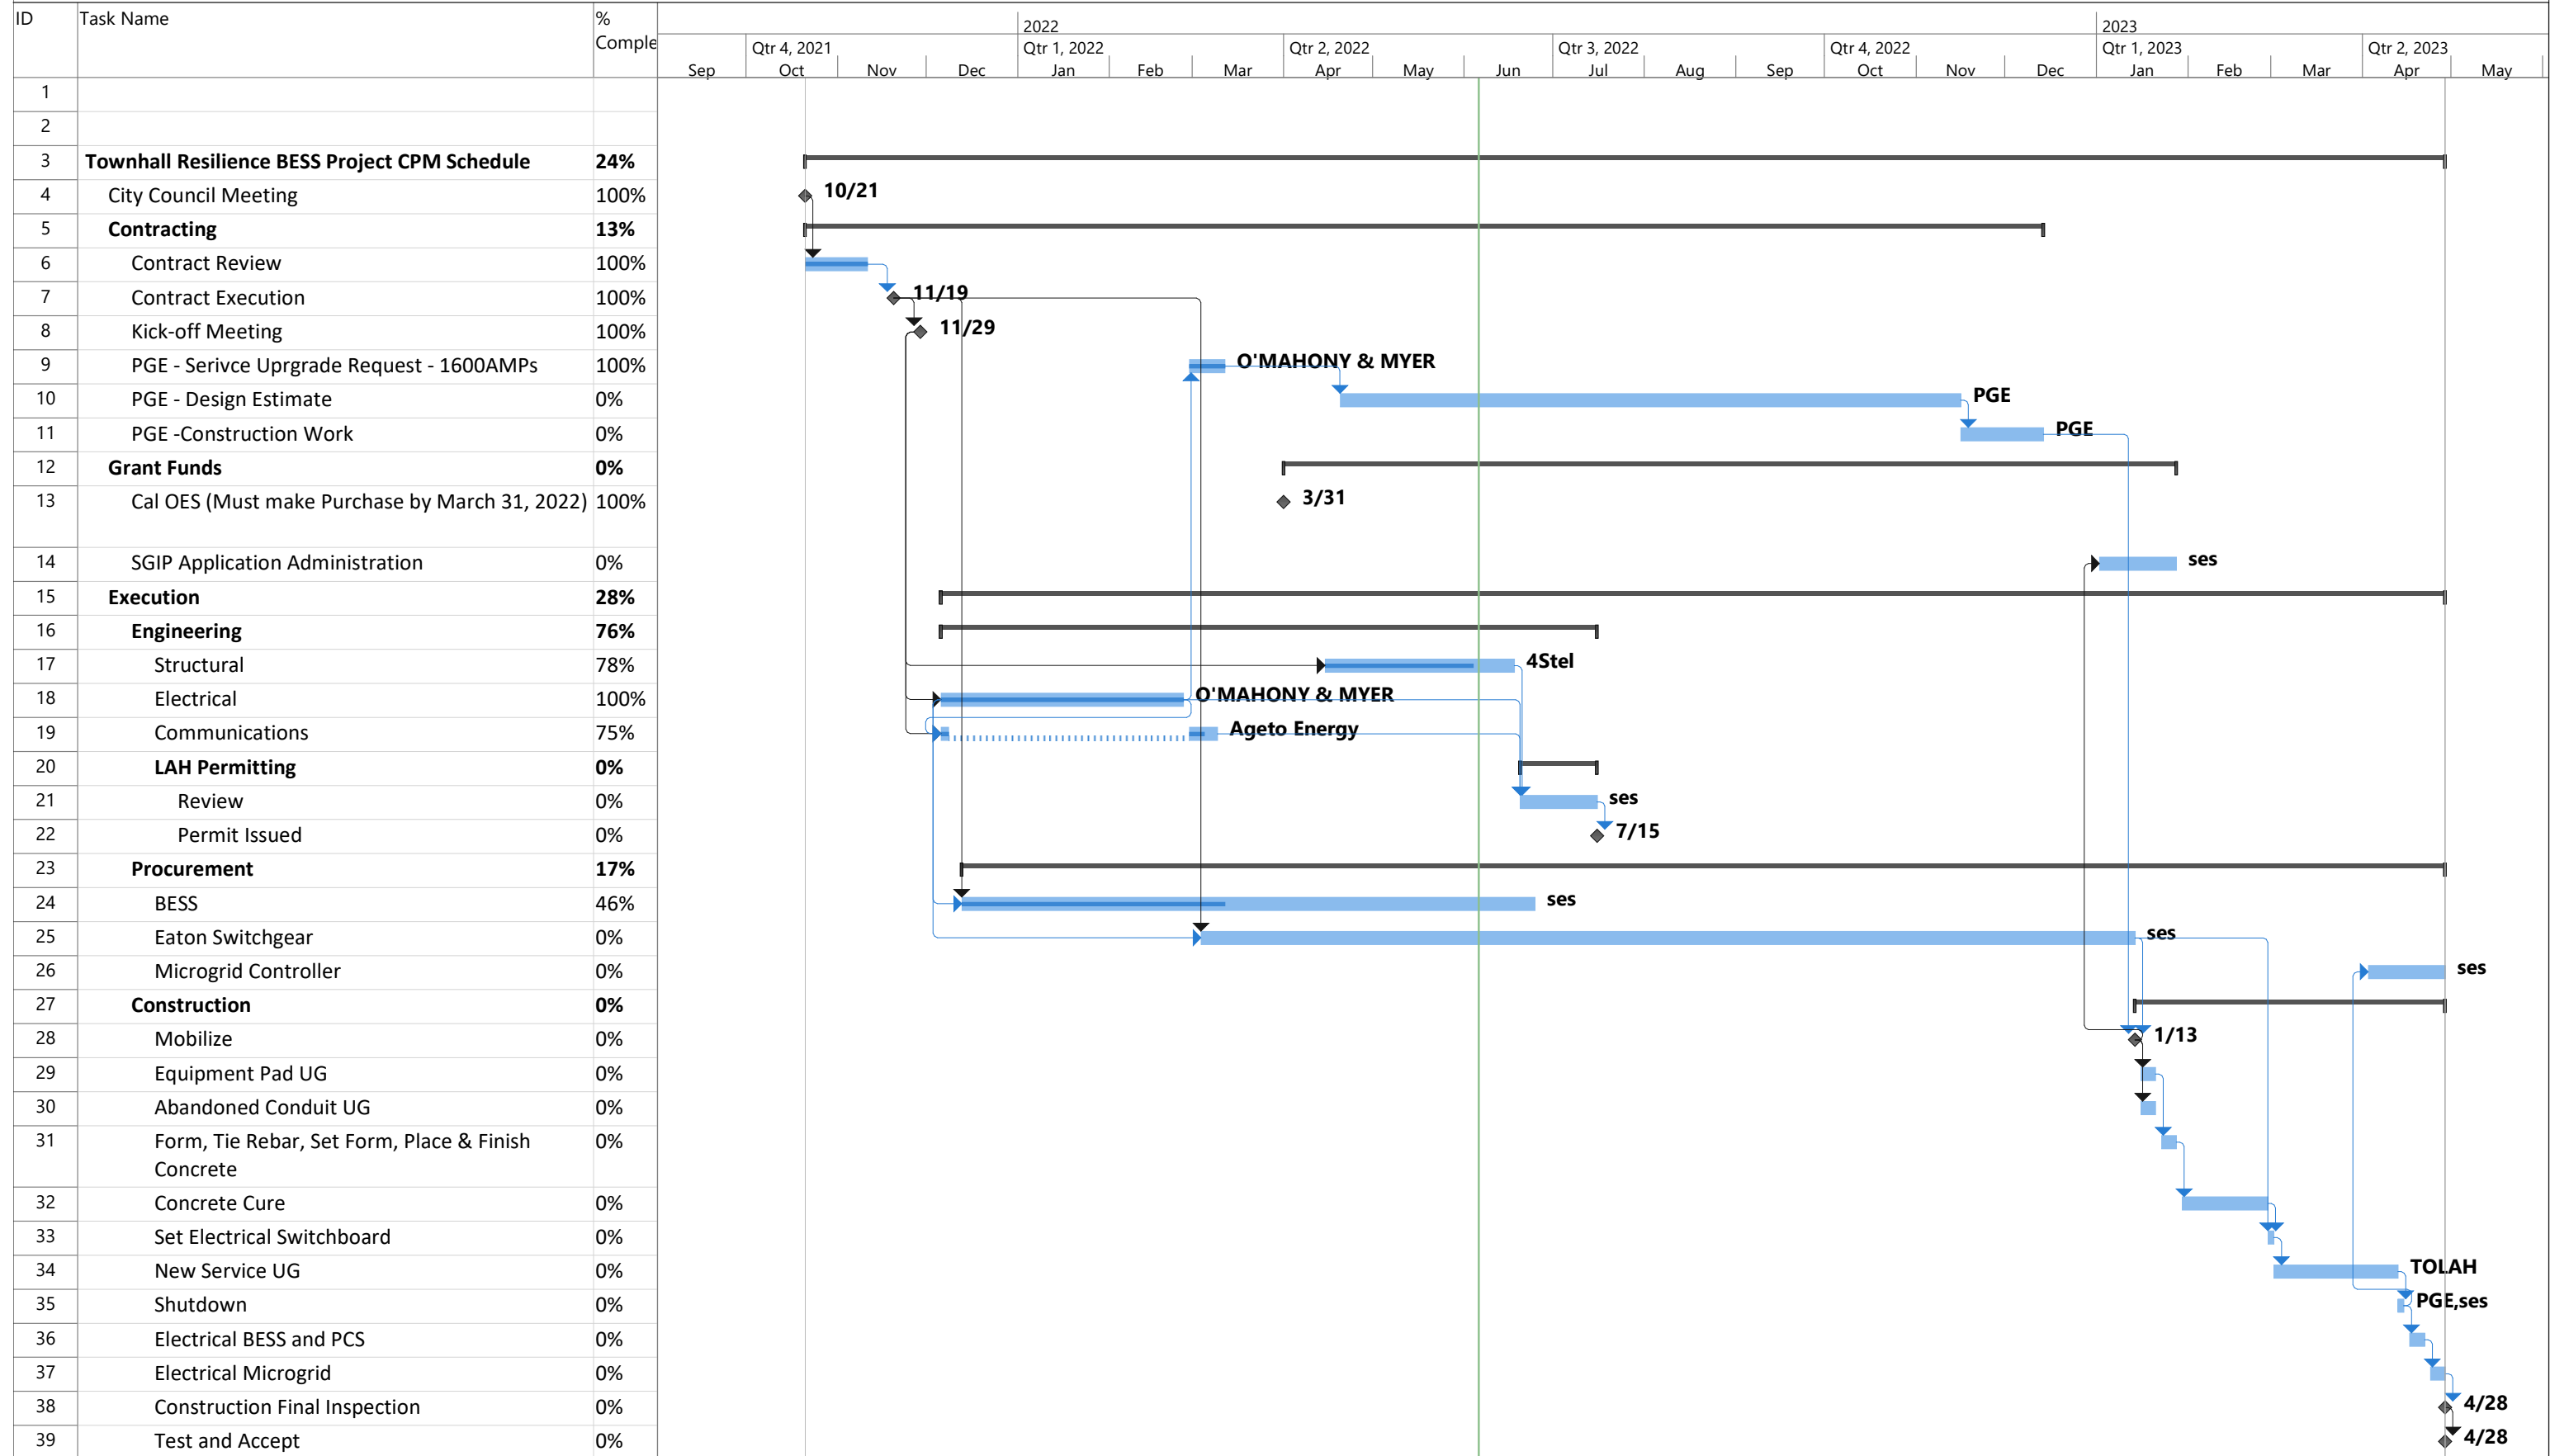 ID Task Name %
Comple
2022 2023
Qtr 4, 2021 Qtr 1, 2022 Qtr 2, 2022 Qtr 3, 2022 Qtr 4, 2022 Qtr 1, 2023 Qtr 2, 2023
Sep Oct Nov Dec Jan Feb Mar Apr May Jun Jul Aug Sep Oct Nov Dec Jan Feb Mar Apr May
1
2
3 Townhall Resilience BESS Project CPM Schedule 24%
4 City Council Meeting 100% 10/21
5 Contracting 13%
6 Contract Review 100%
7 Contract Execution 100% 11/19
8 Kick-off Meeting 100% 11/29
9 PGE - Serivce Uprgrade Request - 1600AMPs 100% O'MAHONY & MYER
10 PGE - Design Estimate 0% PGE
11 PGE -Construction Work 0% PGE
12 Grant Funds 0%
13 Cal OES (Must make Purchase by March 31, 2022) 100% 3/31
14 SGIP Application Administration 0% ses
15 Execution 28%
16 Engineering 76%
17 Structural 78% 4Stel
18 Electrical 100% O'MAHONY & MYER
19 Communications 75% Ageto Energy
20 LAH Permitting 0%
21 Review 0% ses
22 Permit Issued 0% 7/15
23 Procurement 17%
24 BESS 46% ses
25 Eaton Switchgear 0% ses
26 Microgrid Controller 0% ses
27 Construction 0%
28 Mobilize 0% 1/13
29 Equipment Pad UG 0%
30 Abandoned Conduit UG 0%
31 Form, Tie Rebar, Set Form, Place & Finish 0%
Concrete
32 Concrete Cure 0%
33 Set Electrical Switchboard 0%
34 New Service UG 0% TOLAH
35 Shutdown 0% PGE,ses
36 Electrical BESS and PCS 0%
37 Electrical Microgrid 0%
38 Construction Final Inspection 0% 4/28
39 Test and Accept 0% 4/28